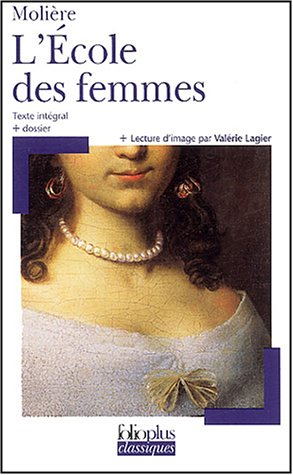 Molière
L'École
des femmes
Texte intégral
+ dossier
+ Lecture d'image par Valérie Lagier
folioplus
classiques